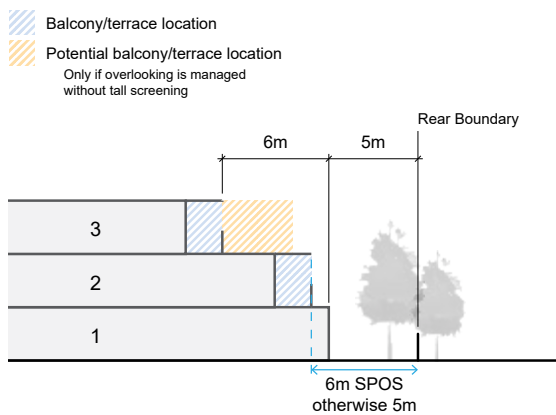 Balcony/terrace location
Potential balcony/terrace location
Only if overlooking is managed
without tall screening
Rear Boundary
6m
5m
3
2
1
6m SPOS
otherwise 5m